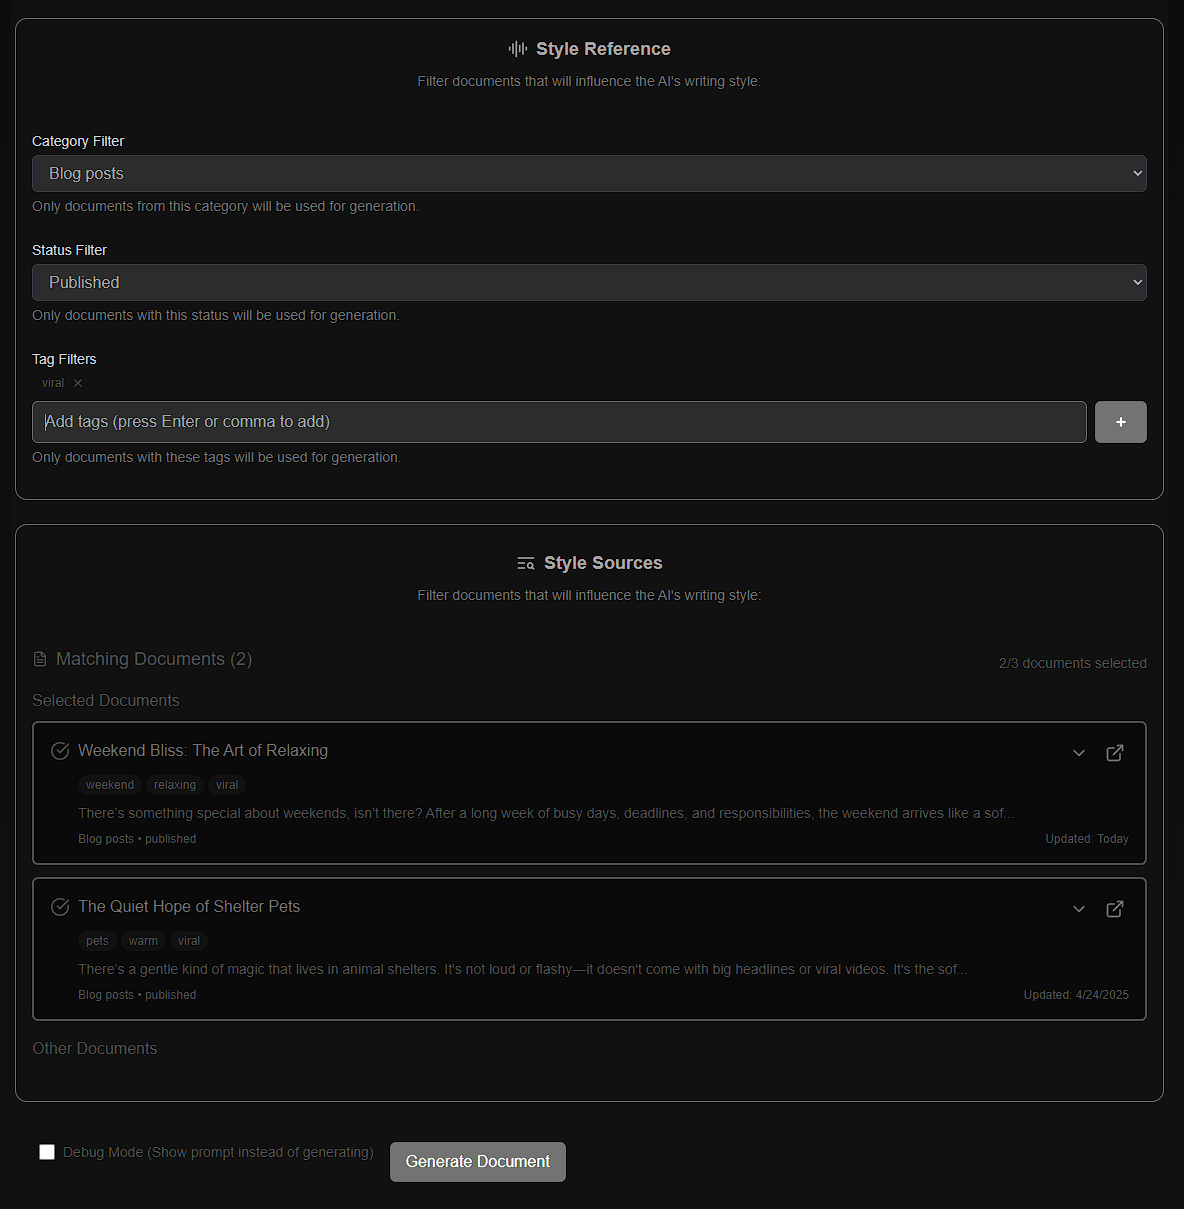 Style Reference
Filter documents that will influence the AI's writing style:
Category Filter
Blog posts
Only documents from this category will be used for generation.
Status Filter
Published
Only documents with this status will be used for generation.
Tag Filters
viral ×
Add tags (press Enter or comma to add)
+
Only documents with these tags will be used for generation.
Style Sources
Filter documents that will influence the AI's writing style:
Matching Documents (2)
2/3 documents selected
Selected Documents
Weekend Bliss: The Art of Relaxing
weekend relaxing viral
There's something special about weekends, isn't there? After a long week of busy days, deadlines, and responsibilities, the weekend arrives like a sof...
Blog posts • published
Updated: Today
The Quiet Hope of Shelter Pets
pets warm viral
There's a gentle kind of magic that lives in animal shelters. It's not loud or flashy—it doesn't come with big headlines or viral videos. It's the sof...
Blog posts • published
Updated: 4/24/2025
Other Documents
Debug Mode (Show prompt instead of generating)
Generate Document